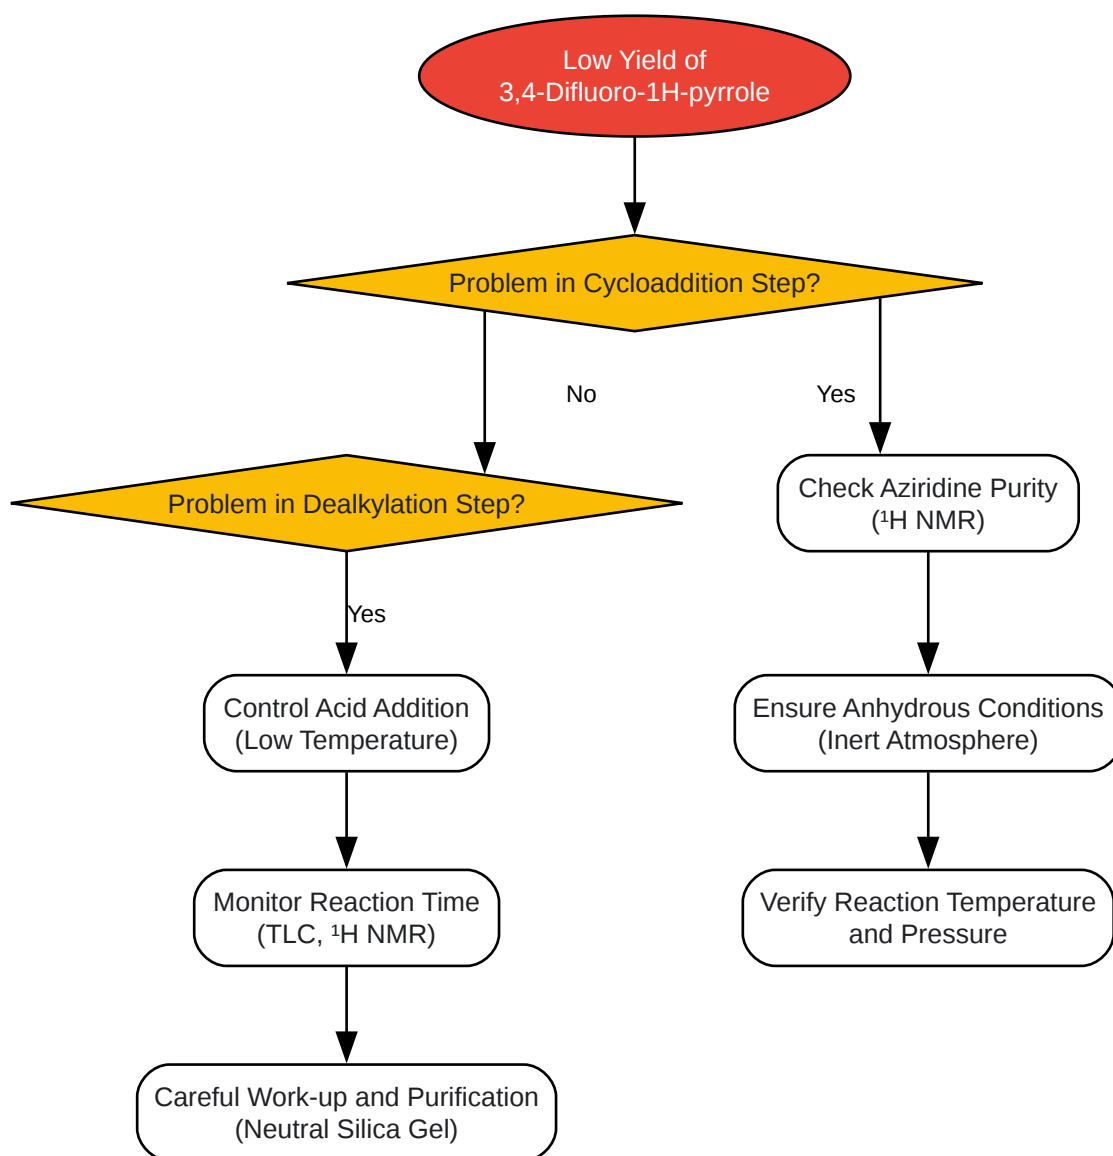 Low Yield of
3,4-Difluoro-1H-pyrrole
Problem in Cycloaddition Step?
No
Yes
Problem in Dealkylation Step?
Check Aziridine Purity
(¹H NMR)
Yes
Control Acid Addition
(Low Temperature)
Ensure Anhydrous Conditions
(Inert Atmosphere)
Monitor Reaction Time
(TLC, ¹H NMR)
Verify Reaction Temperature
and Pressure
Careful Work-up and Purification
(Neutral Silica Gel)